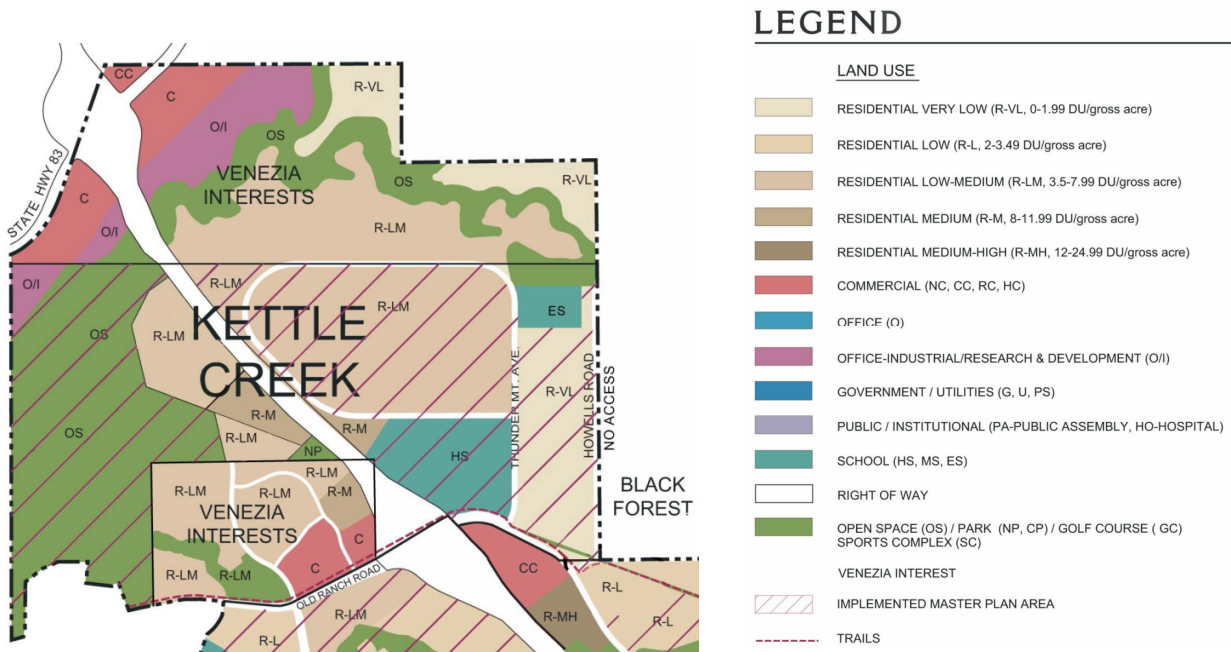 CC
C
R-VL
O/I
OS
STATE HWY 83
VENEZIA
INTERESTS
OS
R-VL
C
R-LM
O/I
O/I
R-LM
R-LM
ES
OS
R-LM
KETTLE
CREEK
R-VL
THUNDER MT. AVE.
HOWELLS ROAD
NO ACCESS
R-M
R-M
OS
R-LM
NP
HS
R-LM
R-LM
R-LM
R-M
VENEZIA
INTERESTS
BLACK
FOREST
C
R-LM
R-LM
C
OLD RANCH ROAD
CC
R-L
R-LM
R-MH
R-L
R-L
LEGEND
LAND USE
RESIDENTIAL VERY LOW (R-VL, 0-1.99 DU/gross acre)
RESIDENTIAL LOW (R-L, 2-3.49 DU/gross acre)
RESIDENTIAL LOW-MEDIUM (R-LM, 3.5-7.99 DU/gross acre)
RESIDENTIAL MEDIUM (R-M, 8-11.99 DU/gross acre)
RESIDENTIAL MEDIUM-HIGH (R-MH, 12-24.99 DU/gross acre)
COMMERCIAL (NC, CC, RC, HC)
OFFICE (O)
OFFICE-INDUSTRIAL/RESEARCH & DEVELOPMENT (O/I)
GOVERNMENT / UTILITIES (G, U, PS)
PUBLIC / INSTITUTIONAL (PA-PUBLIC ASSEMBLY, HO-HOSPITAL)
SCHOOL (HS, MS, ES)
RIGHT OF WAY
OPEN SPACE (OS) / PARK (NP, CP) / GOLF COURSE ( GC)
SPORTS COMPLEX (SC)
VENEZIA INTEREST
IMPLEMENTED MASTER PLAN AREA
TRAILS